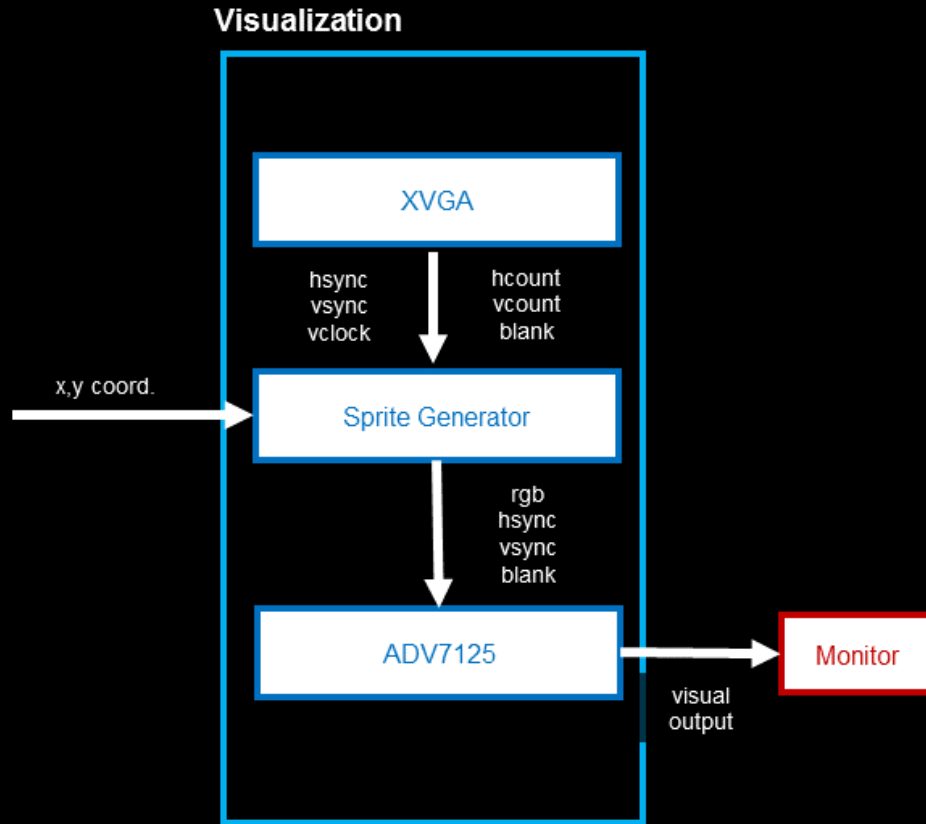 Visualization
XVGA
hsync
vsync
vclock
hcount
vcount
blank
x,y coord.
Sprite Generator
rgb
hsync
vsync
blank
ADV7125
Monitor
visual
output